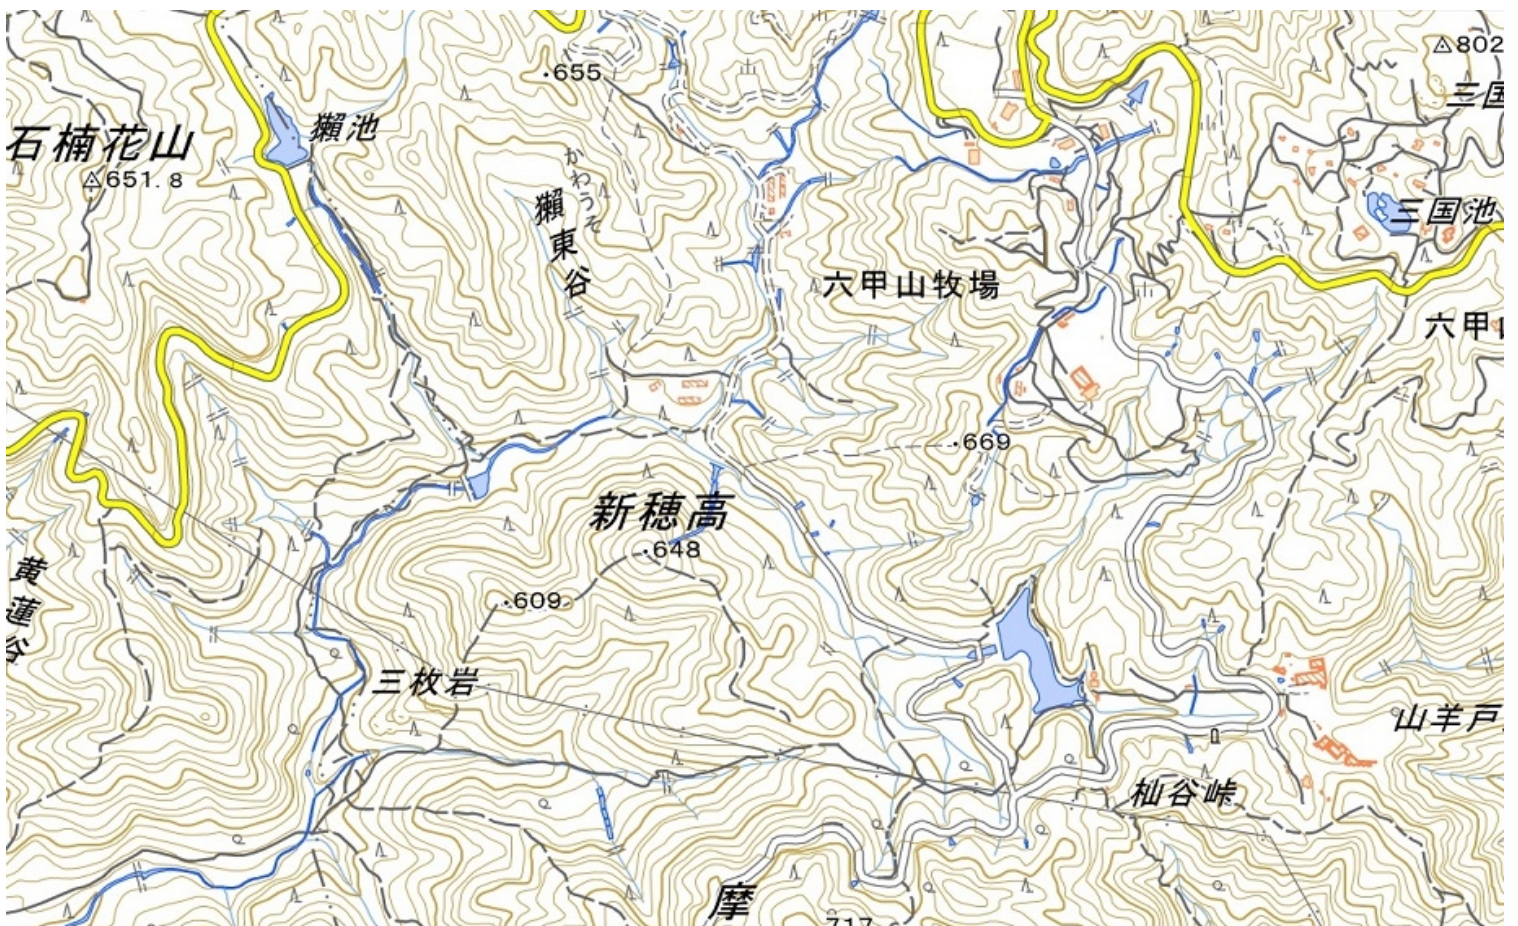 655
802
三国
石楠花山
651.8
獺池
かわうそ
獺東谷
三国池
六甲山牧場
六甲山
669
新穂高
648
609
黄蓮谷
三枚岩
山羊戸
杣谷峠
摩
717